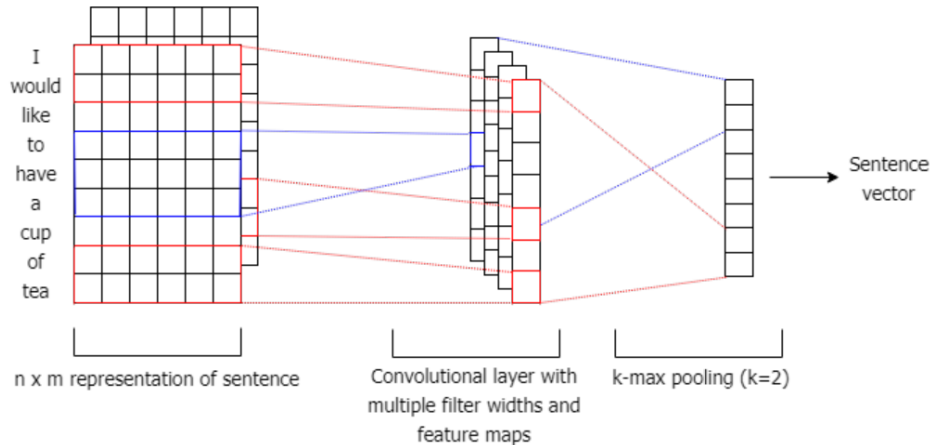 I
would
like
to
have
a
cup
of
tea
Sentence
vector
n x m representation of sentence
Convolutional layer with
multiple filter widths and
feature maps
k-max pooling (k=2)